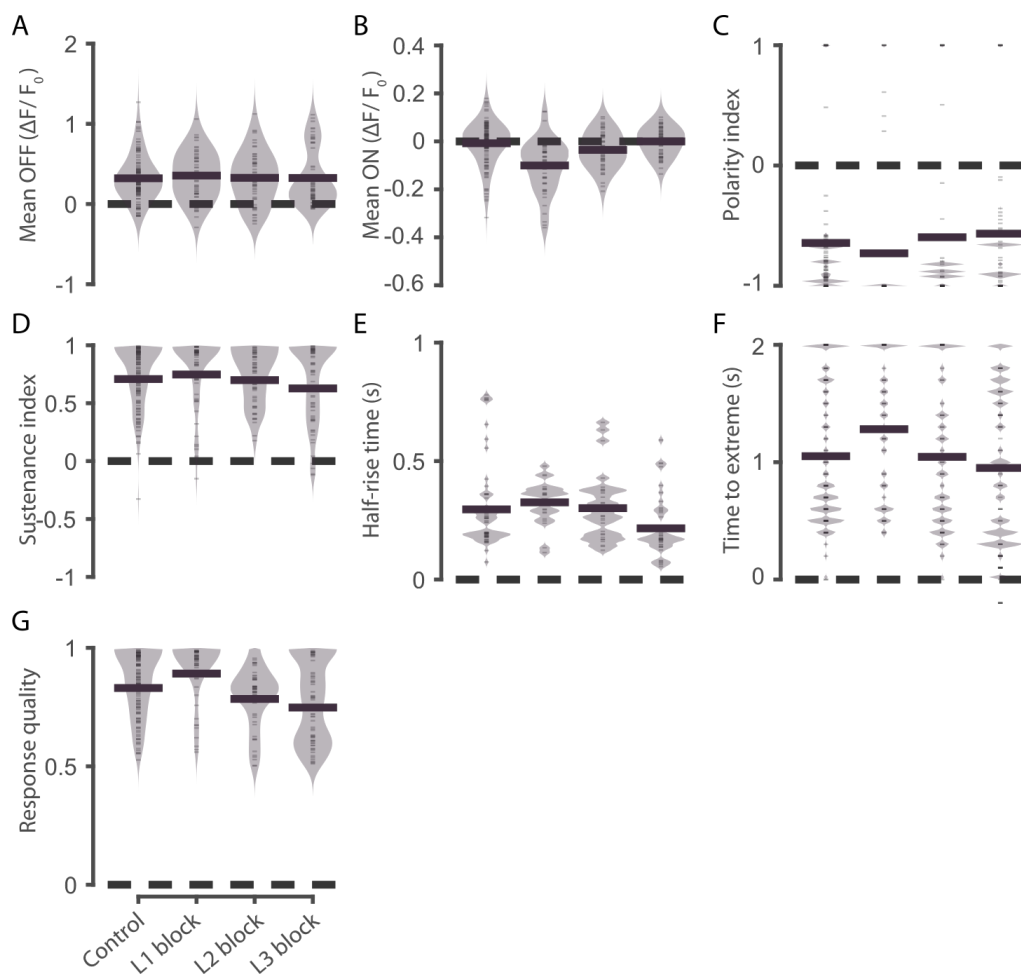 A
Mean OFF (ΔF/ F0)
2
1
0
-1
B
Mean ON (ΔF/ F0)
0.4
0.2
0
-0.2
-0.4
-0.6
C
Polarity index
1
0
-1
D
Sustenance index
1
0.5
0
-0.5
-1
E
Half-rise time (s)
1
0.5
0
F
Time to extreme (s)
2
1
0
G
Response quality
1
0.5
0
Control
L1 block
L2 block
L3 block